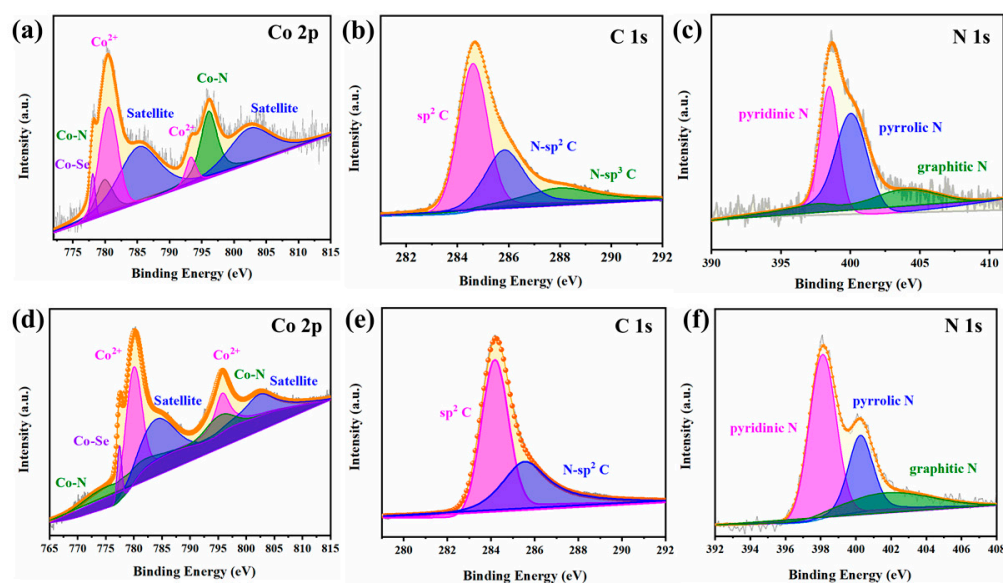 (a)
Co 2p
Co²⁺
Co-N
Satellite
Satellite
Co²⁺
Co-N
Co-Se
Intensity (a.u.)
775 780 785 790 795 800 805 810 815
Binding Energy (eV)
(b)
C 1s
sp² C
N-sp² C
N-sp³ C
Intensity (a.u.)
282 284 286 288 290 292
Binding Energy (eV)
(c)
N 1s
pyridinic N
pyrrolic N
graphitic N
Intensity (a.u.)
390 395 400 405 410
Binding Energy (eV)
(d)
Co 2p
Co²⁺
Co²⁺
Co-N
Satellite
Satellite
Co-Se
Co-N
Intensity (a.u.)
765 770 775 780 785 790 795 800 805 810 815
Binding Energy (eV)
(e)
C 1s
sp² C
N-sp² C
Intensity (a.u.)
280 282 284 286 288 290 292
Binding Energy (eV)
(f)
N 1s
pyridinic N
pyrrolic N
graphitic N
Intensity (a.u.)
392 394 396 398 400 402 404 406 408
Binding Energy (eV)